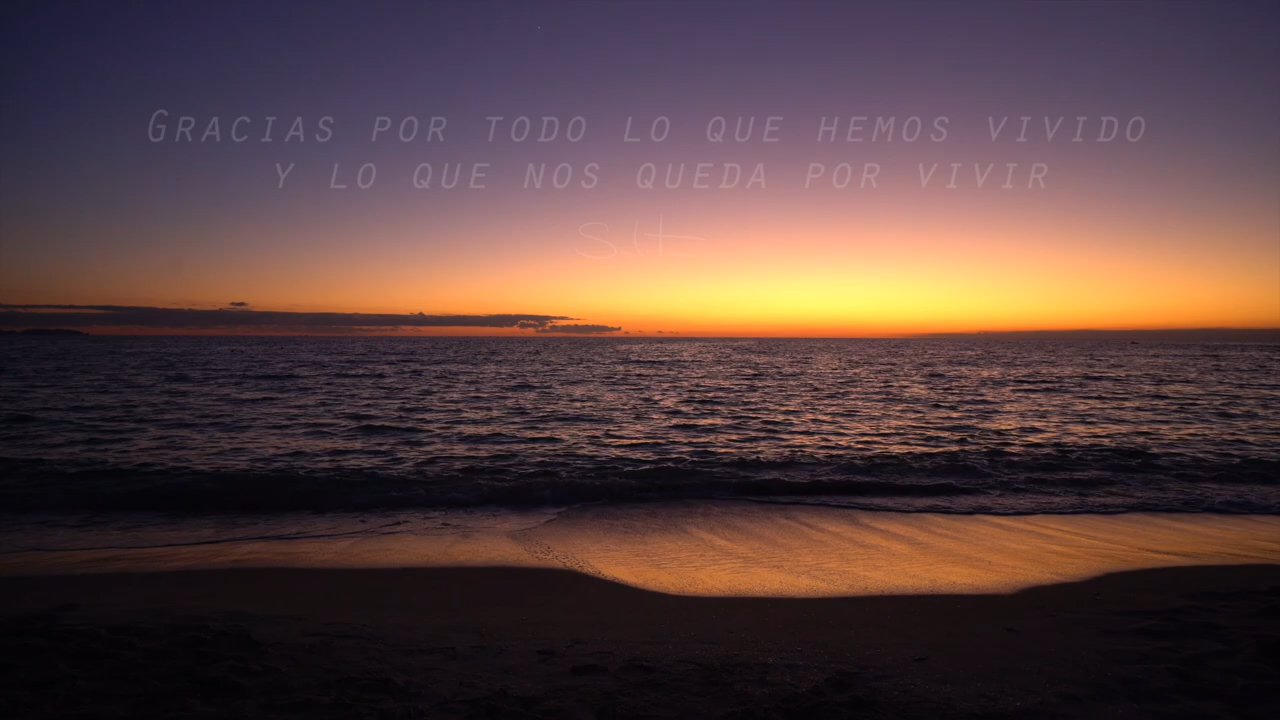 Gracias por todo lo que hemos vivido
y lo que nos queda por vivir